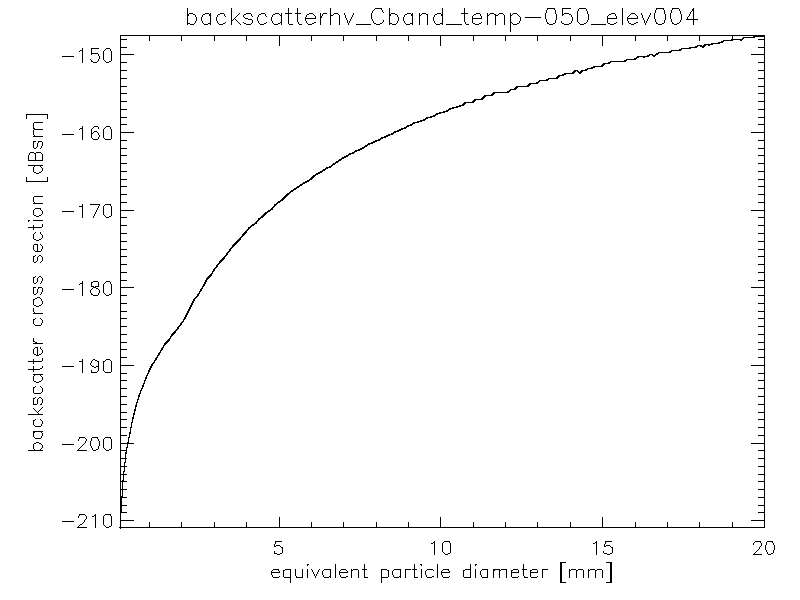 backscatterhv_Cband_temp-050_elev004
-150
-160
-170
-180
-190
-200
-210
backscatter cross section [dBsm]
5 10 15 20
equivalent particle diameter [mm]